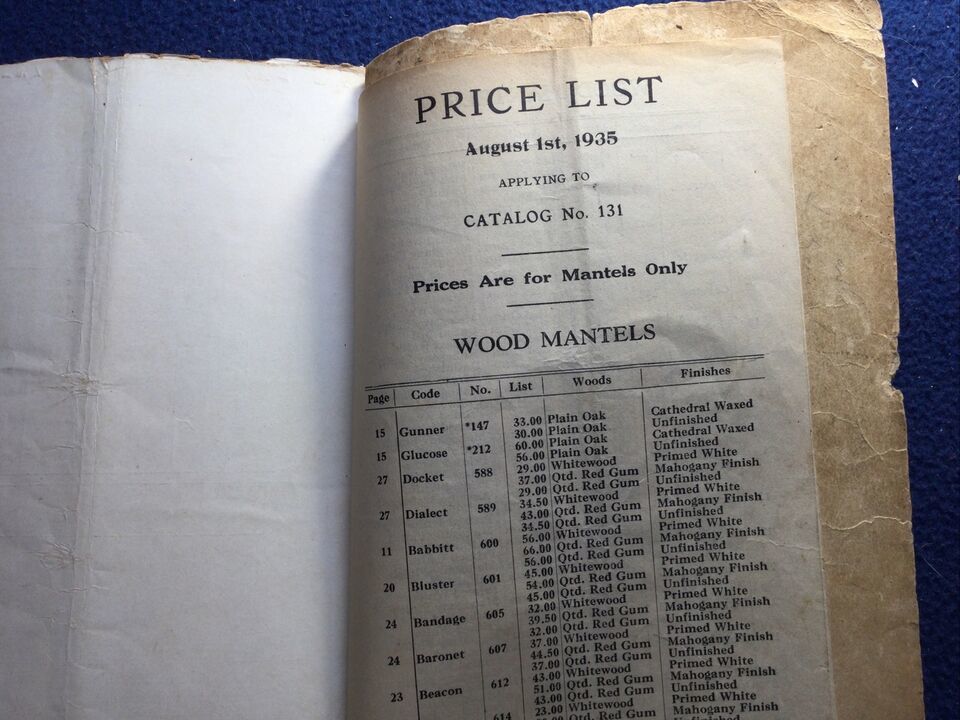 PRICE LIST
August 1st, 1935
APPLYING TO
CATALOG No. 131
Prices Are for Mantels Only
WOOD MANTELS
Page Code No. List Woods Finishes
15 Gunner *147 33.00 Plain Oak Cathedral Waxed
30.00 Plain Oak Unfinished
15 Glucose *212 60.00 Plain Oak Cathedral Waxed
56.00 Plain Oak Unfinished
27 Docket 588 29.00 Whitewood Primed White
37.00 Qtd. Red Gum Mahogany Finish
29.00 Qtd. Red Gum Unfinished
27 Dialect 589 34.50 Whitewood Primed White
43.00 Qtd. Red Gum Mahogany Finish
34.50 Qtd. Red Gum Unfinished
11 Babbitt 600 56.00 Whitewood Primed White
66.00 Qtd. Red Gum Mahogany Finish
56.00 Qtd. Red Gum Unfinished
20 Bluster 601 45.00 Whitewood Primed White
54.00 Qtd. Red Gum Mahogany Finish
45.00 Qtd. Red Gum Unfinished
24 Bandage 605 32.00 Whitewood Primed White
39.50 Qtd. Red Gum Mahogany Finish
32.00 Qtd. Red Gum Unfinished
24 Baronet 607 37.00 Whitewood Primed White
44.50 Qtd. Red Gum Mahogany Finish
37.00 Qtd. Red Gum Unfinished
23 Beacon 612 43.00 Whitewood Primed White
51.00 Qtd. Red Gum Mahogany Finish
43.00 Qtd. Red Gum Unfinished
614 23.00 Whitewood Primed White
Qtd. Red Gum Mahogany Finish
Unfinished